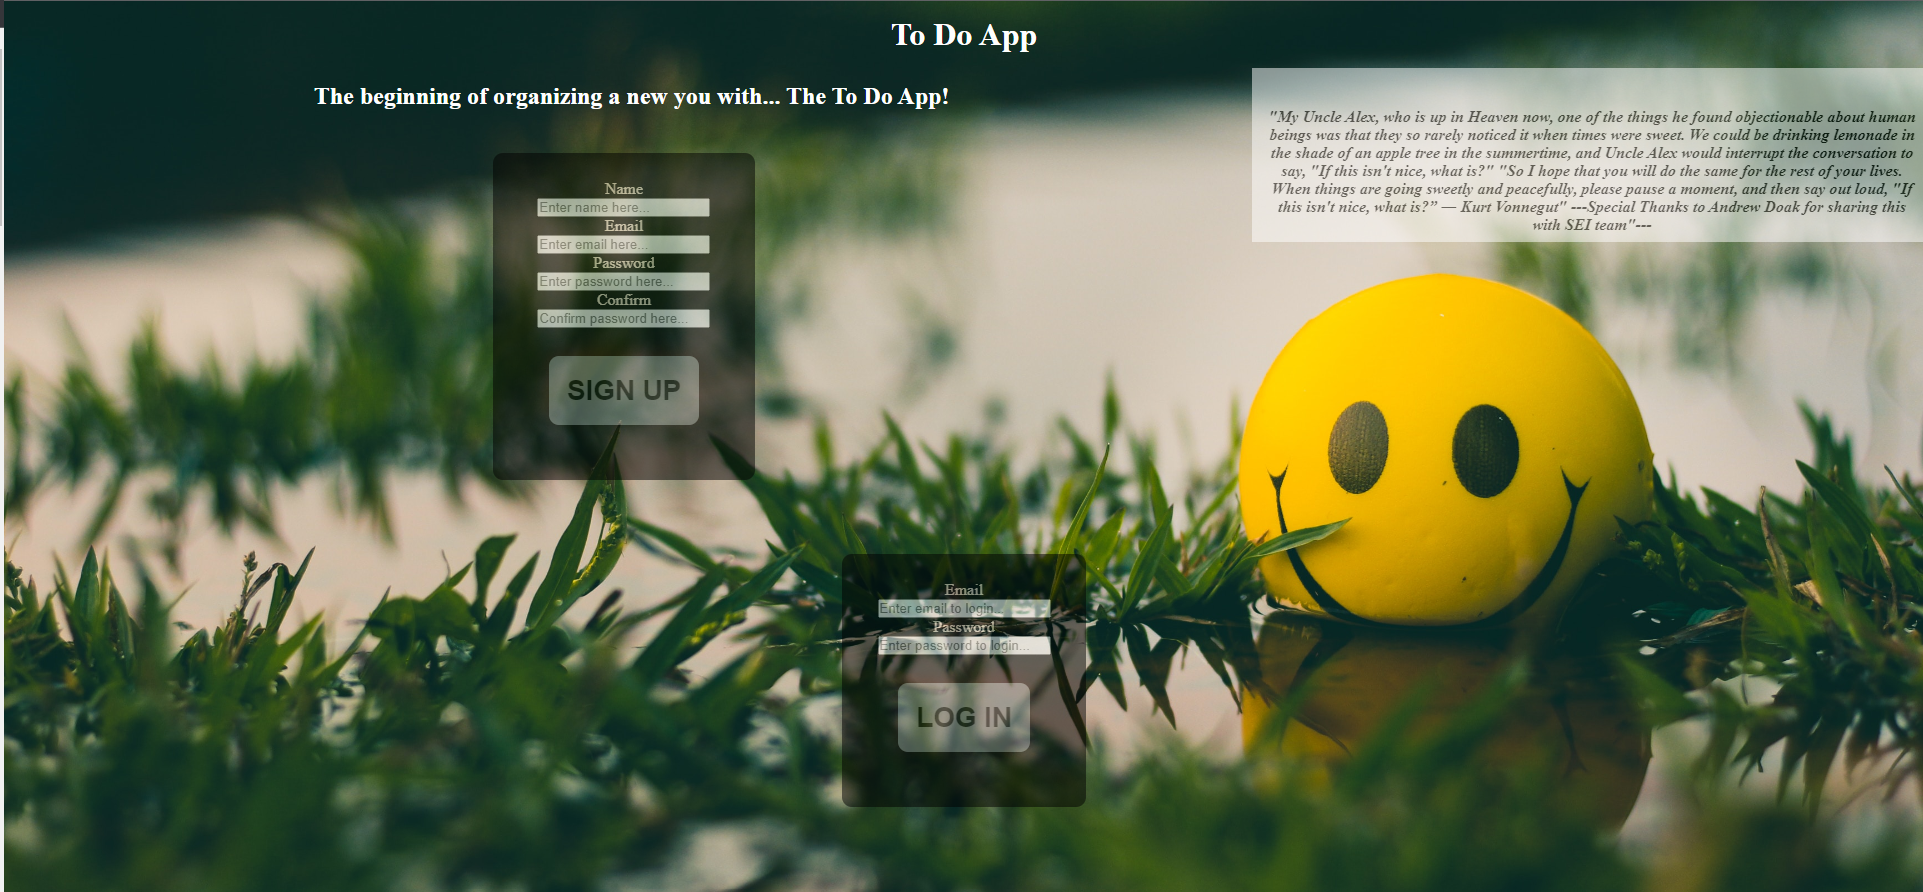 To Do App
The beginning of organizing a new you with... The To Do App!
"My Uncle Alex, who is up in Heaven now, one of the things he found objectionable about human
beings was that they so rarely noticed it when times were sweet. We could be drinking lemonade in
the shade of an apple tree in the summertime, and Uncle Alex would interrupt the conversation to
say, "If this isn't nice, what is?" "So I hope that you will do the same for the rest of your lives.
When things are going sweetly and peacefully, please pause a moment, and then say out loud, "If
this isn't nice, what is?” — Kurt Vonnegut" ---Special Thanks to Andrew Doak for sharing this
with SEI team"---
Name
Enter name here...
Email
Enter email here...
Password
Enter password here...
Confirm
Confirm password here...
SIGN UP
Email
Enter email to login...
Password
Enter password to login...
LOG IN